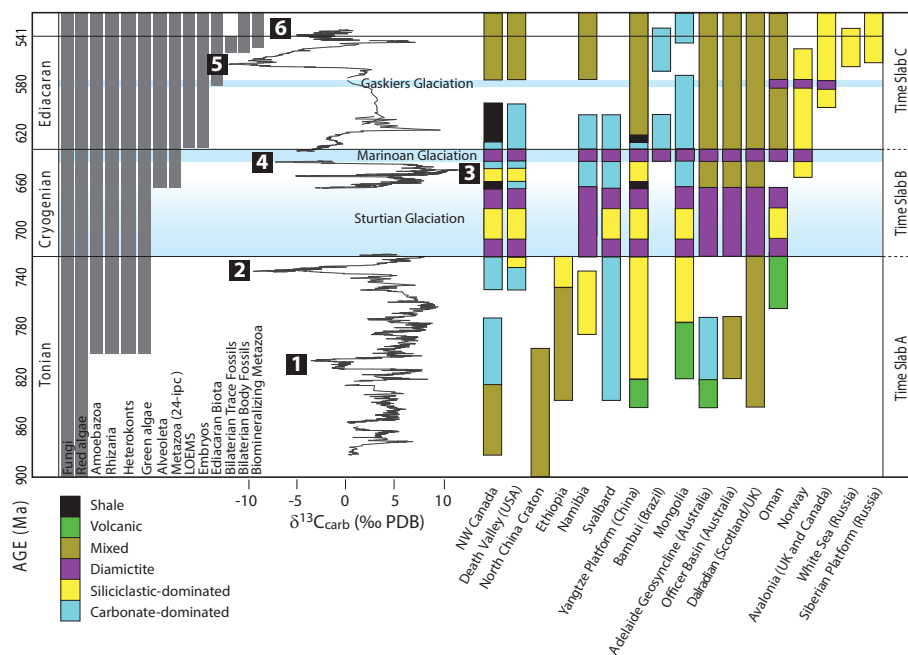 AGE (Ma)
541
580
620
660
700
740
780
820
860
900
Ediacaran
Cryogenian
Tonian
Fungi
Red algae
Amoebazoa
Rhizaria
Heterokonts
Green algae
Alveoleta
Metazoa (24-ipc)
LOEMS
Embryos
Ediacaran Biota
Bilaterian Trace Fossils
Bilaterian Body Fossils
Biomineralizing Metazoa
6
5
Gaskiers Glaciation
4
Marinoan Glaciation
3
Sturtian Glaciation
2
1
Time Slab C
Time Slab B
Time Slab A
-10
-5
0
5
10
δ13Ccarb (‰ PDB)
NW Canada
Death Valley (USA)
North China Craton
Ethiopia
Namibia
Svalbard
Yangtze Platform (China)
Bambui (Brazil)
Mongolia
Adelaide Geosyncline (Australia)
Officer Basin (Australia)
Dalradian (Scotland/UK)
Oman
Norway
Avalonia (UK and Canada)
White Sea (Russia)
Siberian Platform (Russia)
Shale
Volcanic
Mixed
Diamictite
Siliciclastic-dominated
Carbonate-dominated